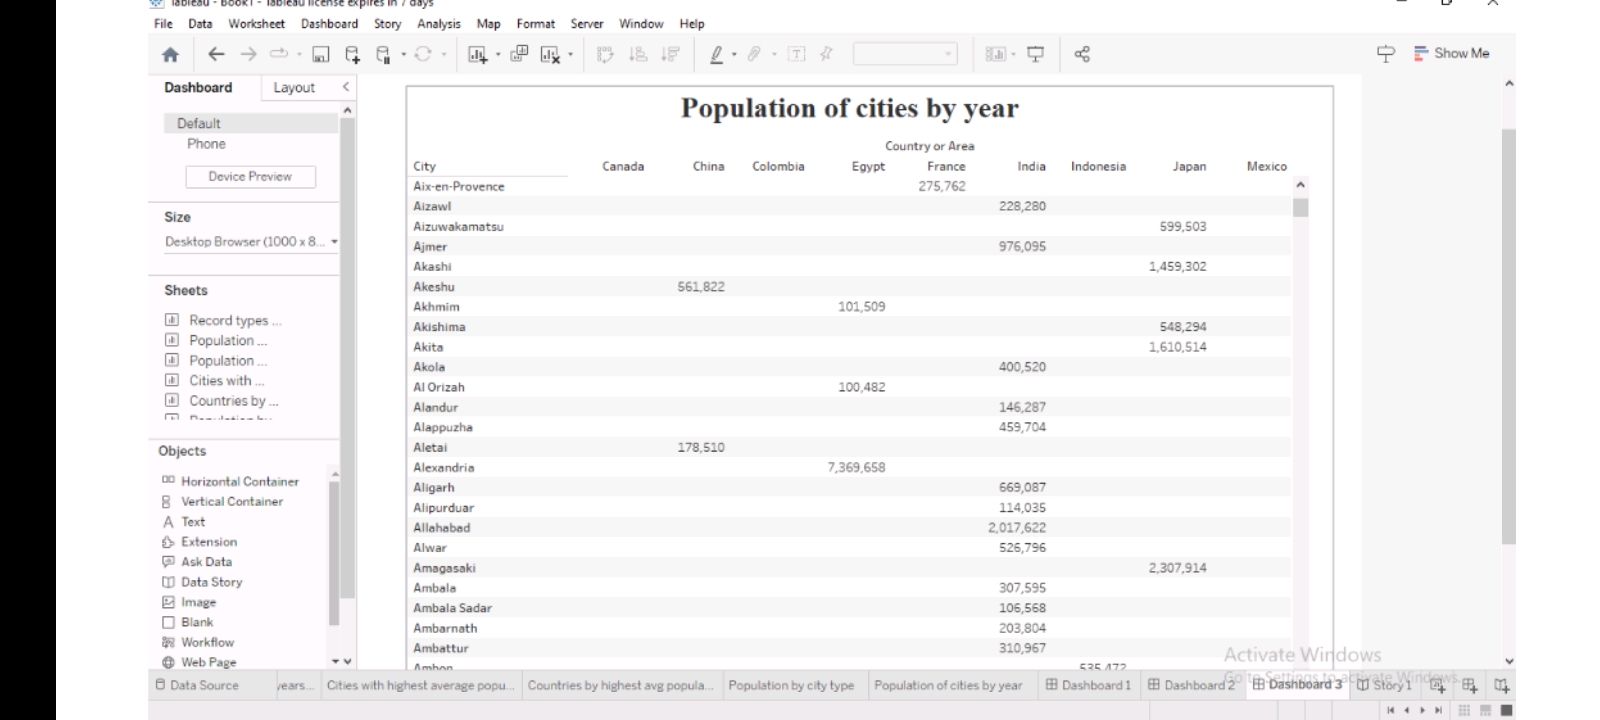 Tableau - Book1 - Tableau license expires in 7 days
File Data Worksheet Dashboard Story Analysis Map Format Server Window Help
Show Me
Dashboard Layout
Default
Phone
Device Preview
Size
Desktop Browser (1000 x 8...
Sheets
Record types ...
Population ...
Population ...
Cities with ...
Countries by ...
Objects
Horizontal Container
Vertical Container
Text
Extension
Ask Data
Data Story
Image
Blank
Workflow
Web Page
Population of cities by year
Country or Area
City Canada China Colombia Egypt France India Indonesia Japan Mexico
Aix-en-Provence 275,762
Aizawl 228,280
Aizuwakamatsu 599,503
Ajmer 976,095
Akashi 1,459,302
Akeshu 561,822
Akhmim 101,509
Akishima 548,294
Akita 1,610,514
Akola 400,520
Al Orizah 100,482
Alandur 146,287
Alappuzha 459,704
Aletai 178,510
Alexandria 7,369,658
Aligarh 669,087
Alipurduar 114,035
Allahabad 2,017,622
Alwar 526,796
Amagasaki 2,307,914
Ambala 307,595
Ambala Sadar 106,568
Ambarnath 203,804
Ambattur 310,967
Ambon 535,472
Activate Windows
Go to Settings to activate Windows.
Data Source years... Cities with highest average popu... Countries by highest avg popula... Population by city type Population of cities by year Dashboard 1 Dashboard 2 Dashboard 3 Story 1